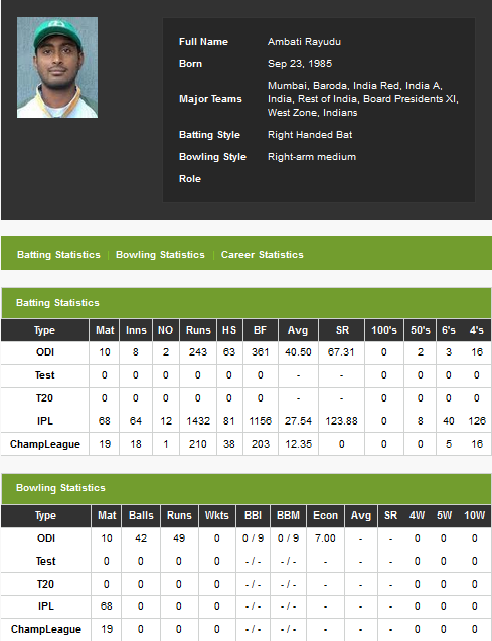 Full Name Ambati Rayudu
Born Sep 23, 1985
Major Teams Mumbai, Baroda, India Red, India A,
India, Rest of India, Board Presidents XI,
West Zone, Indians
Batting Style Right Handed Bat
Bowling Style Right-arm medium
Role
Batting Statistics | Bowling Statistics | Career Statistics
Batting Statistics
Type Mat Inns NO Runs HS BF Avg SR 100's 50's 6's 4's
ODI 10 8 2 243 63 361 40.50 67.31 0 2 3 16
Test 0 0 0 0 0 0 - - 0 0 0 0
T20 0 0 0 0 0 0 - - 0 0 0 0
IPL 68 64 12 1432 81 1156 27.54 123.88 0 8 40 126
ChampLeague 19 18 1 210 38 203 12.35 0 0 0 5 16
Bowling Statistics
Type Mat Balls Runs Wkts BBI BBM Econ Avg SR 4W 5W 10W
ODI 10 42 49 0 0 / 9 0 / 9 7.00 - - 0 0 0
Test 0 0 0 0 - / - - / - - - - 0 0 0
T20 0 0 0 0 - / - - / - - - - 0 0 0
IPL 68 0 0 0 - / - - / - - - - 0 0 0
ChampLeague 19 0 0 0 - / - - / - - - - 0 0 0